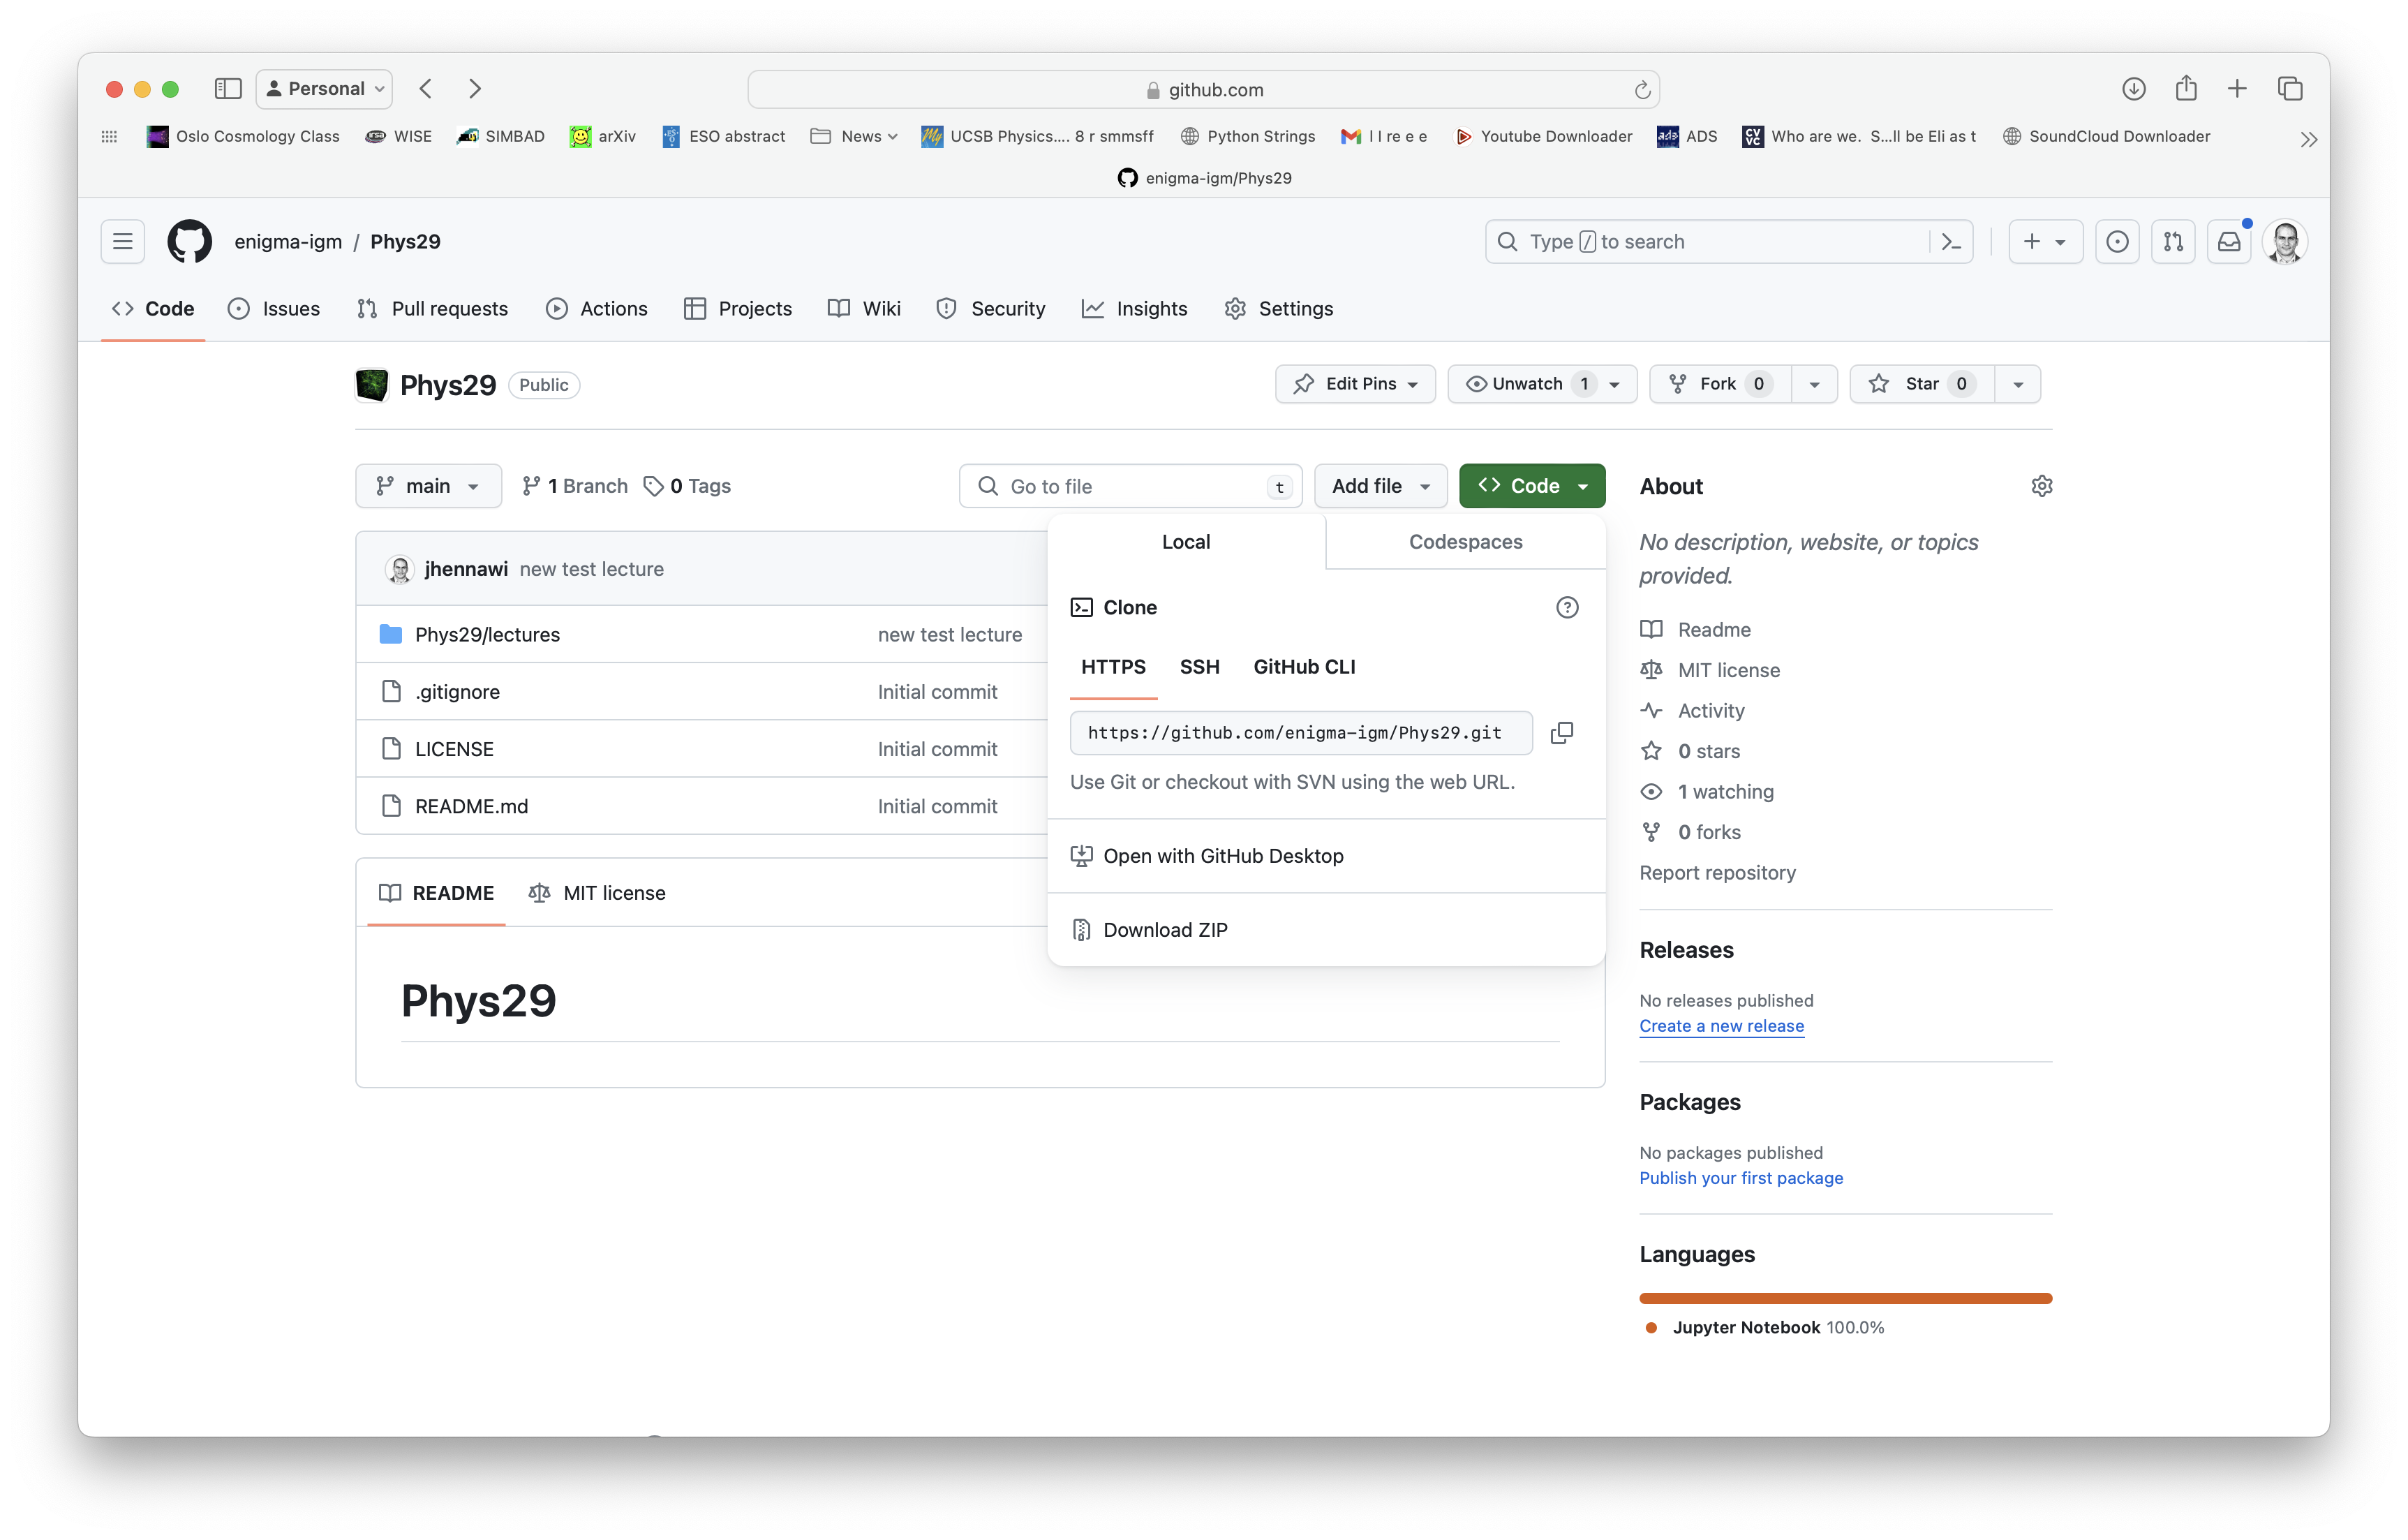 Personal
github.com
Oslo Cosmology Class WISE SIMBAD arXiv ESO abstract News UCSB Physics.... 8 r smmsff Python Strings I I re e e Youtube Downloader ADS Who are we. S...ll be Eli as t SoundCloud Downloader
enigma-igm/Phys29
enigma-igm / Phys29
Type / to search
Code Issues Pull requests Actions Projects Wiki Security Insights Settings
Phys29 Public
Edit Pins Unwatch 1 Fork 0 Star 0
main 1 Branch 0 Tags
Go to file t Add file Code
About
No description, website, or topics
provided.
Readme
MIT license
Activity
0 stars
1 watching
0 forks
Report repository
jhennawi new test lecture
Phys29/lectures new test lecture
.gitignore Initial commit
LICENSE Initial commit
README.md Initial commit
Local Codespaces
Clone
HTTPS SSH GitHub CLI
https://github.com/enigma-igm/Phys29.git
Use Git or checkout with SVN using the web URL.
Open with GitHub Desktop
Download ZIP
README MIT license
Phys29
Releases
No releases published
Create a new release
Packages
No packages published
Publish your first package
Languages
Jupyter Notebook 100.0%